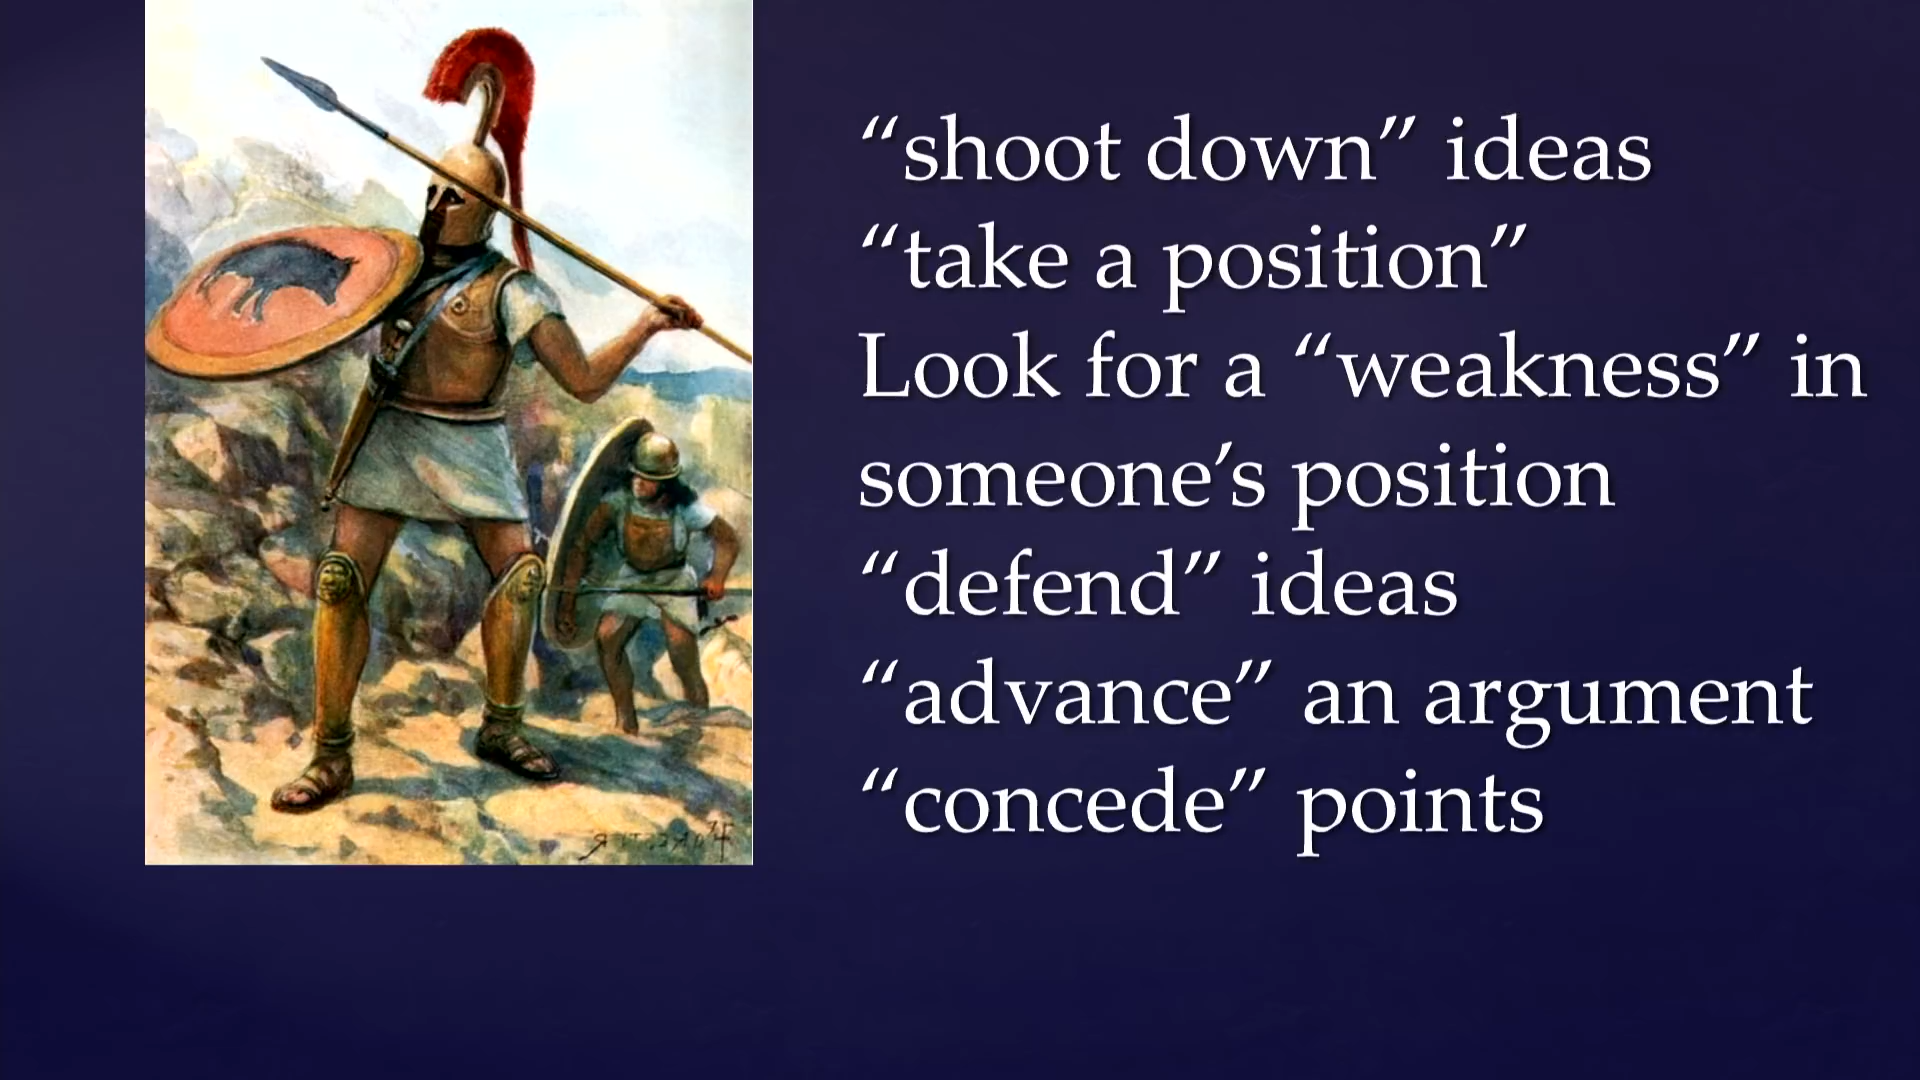 “shoot down” ideas
“take a position”
Look for a “weakness” in
someone’s position
“defend” ideas
“advance” an argument
“concede” points